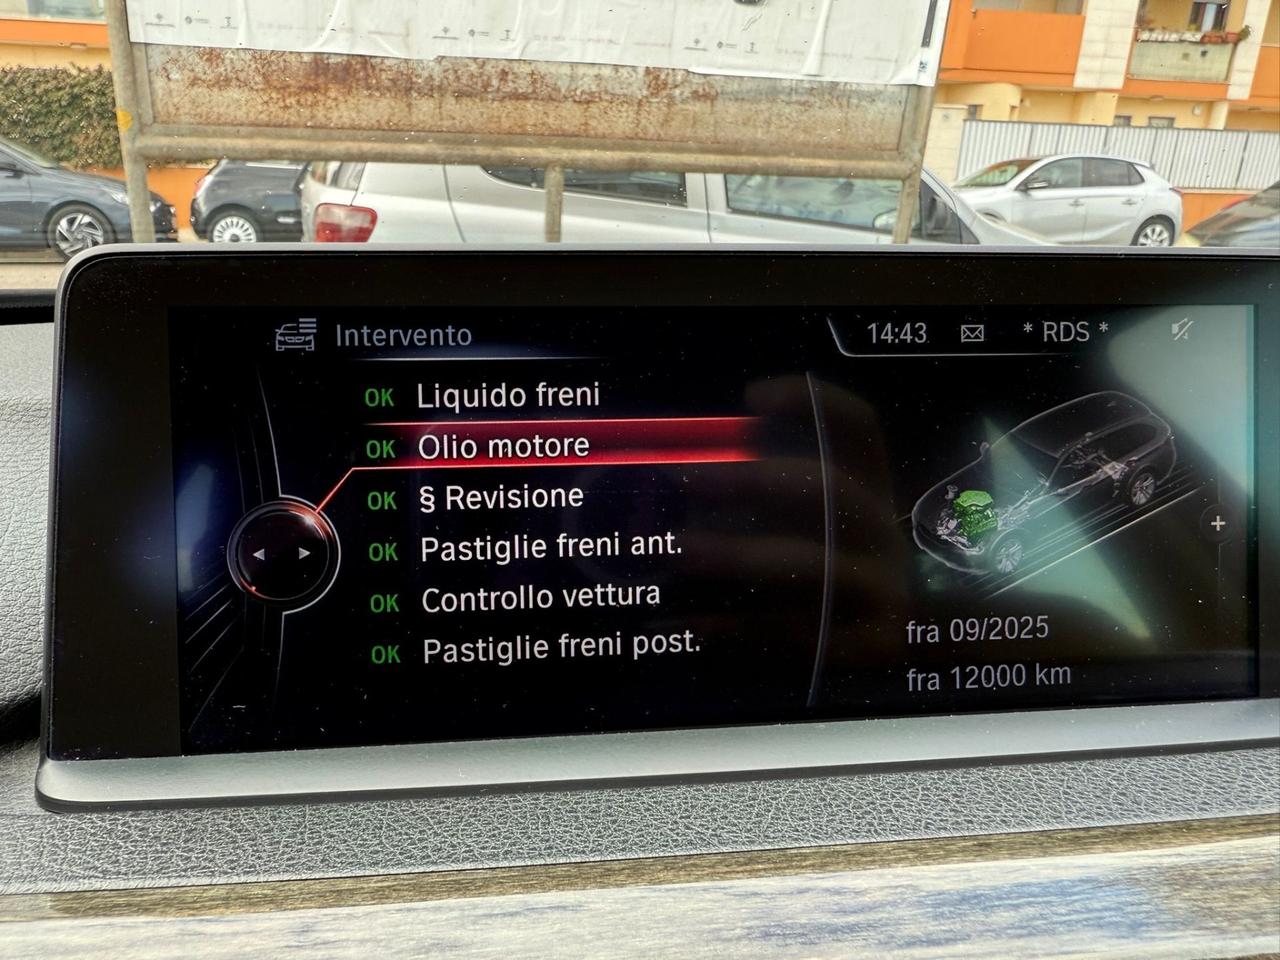 Intervento
14:43 * RDS *
OK Liquido freni
OK Olio motore
OK § Revisione
OK Pastiglie freni ant.
OK Controllo vettura
OK Pastiglie freni post.
fra 09/2025
fra 12000 km